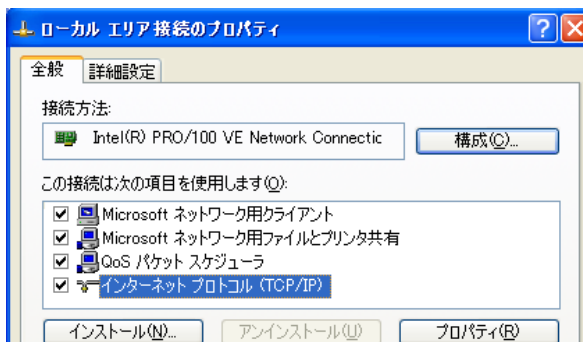 ローカル エリア接続のプロパティ
全般 詳細設定
接続方法:
Intel(R) PRO/100 VE Network Connectic 構成(C)...
この接続は次の項目を使用します(O):
Microsoft ネットワーク用クライアント
Microsoft ネットワーク用ファイルとプリンタ共有
QoS パケット スケジューラ
インターネット プロトコル (TCP/IP)
インストール(N)... アンインストール(U) プロパティ(R)